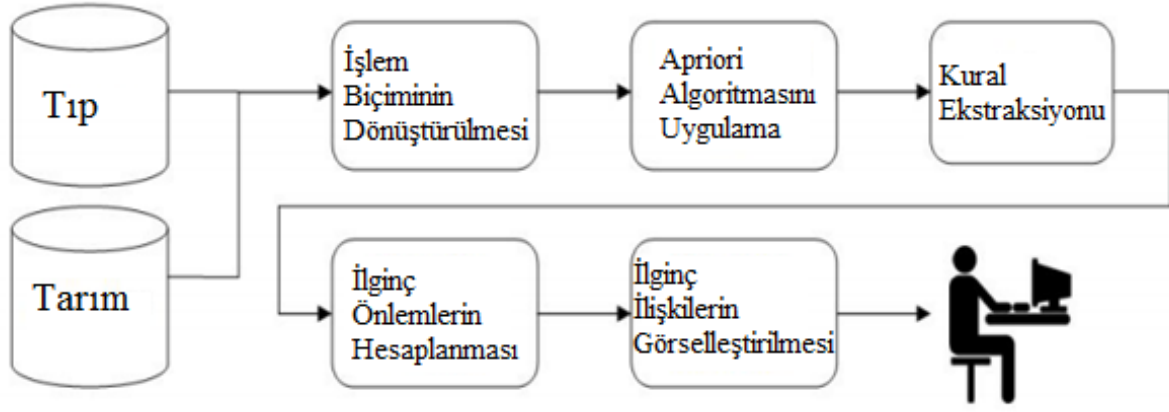 Tıp
İşlem
Biçiminin
Dönüştürülmesi
Apriori
Algoritmasını
Uygulama
Kural
Ekstraksiyonu
Tarım
İlginç
Önlemlerin
Hesaplanması
İlginç
İlişkilerin
Görselleştirilmesi